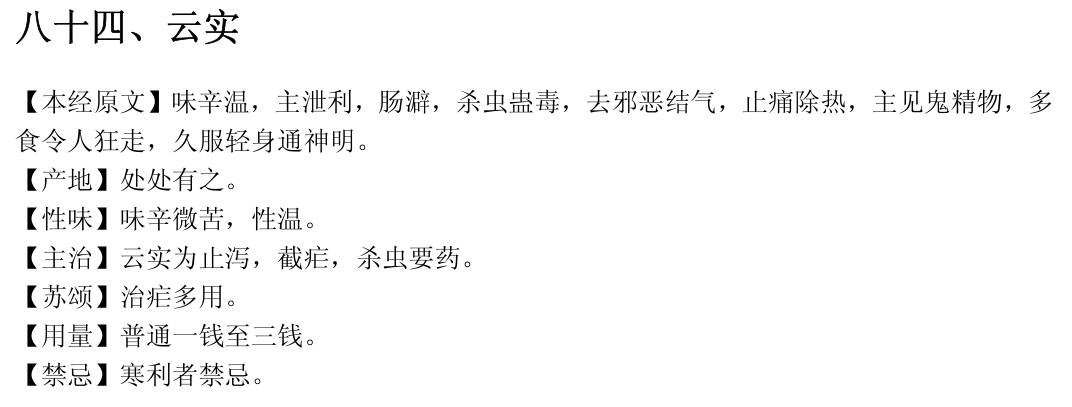 八十四、云实
【本经原文】味辛温，主泄利，肠澼，杀虫蛊毒，去邪恶结气，止痛除热，主见鬼精物，多
食令人狂走，久服轻身通神明。
【产地】处处有之。
【性味】味辛微苦，性温。
【主治】云实为止泻，截疟，杀虫要药。
【苏颂】治疟多用。
【用量】普通一钱至三钱。
【禁忌】寒利者禁忌。